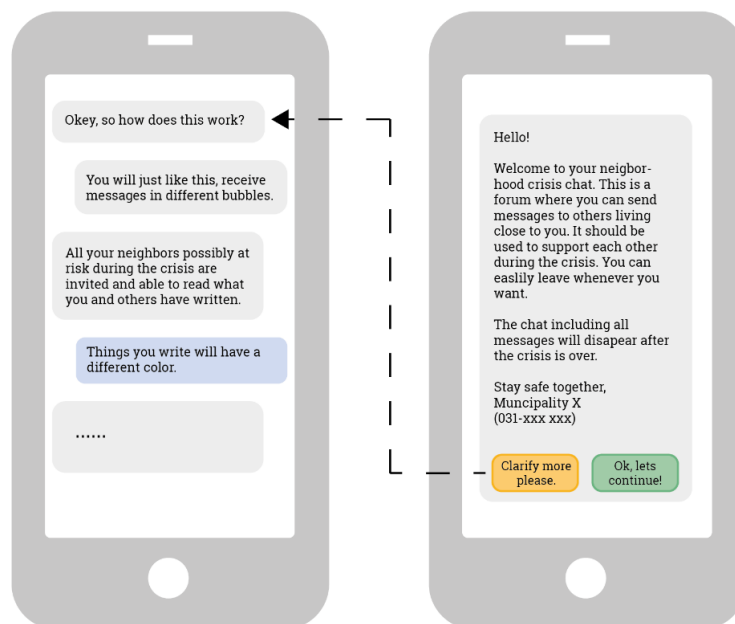 Okey, so how does this work?
You will just like this, receive
messages in different bubbles.
All your neighbors possibly at
risk during the crisis are
invited and able to read what
you and others have written.
Things you write will have a
different color.
......
Hello!
Welcome to your neigbor-
hood crisis chat. This is a
forum where you can send
messages to others living
close to you. It should be
used to support each other
during the crisis. You can
easlily leave whenever you
want.
The chat including all
messages will disapear after
the crisis is over.
Stay safe together,
Muncipality X
(031-xxx xxx)
Clarify more
please.
Ok, lets
continue!